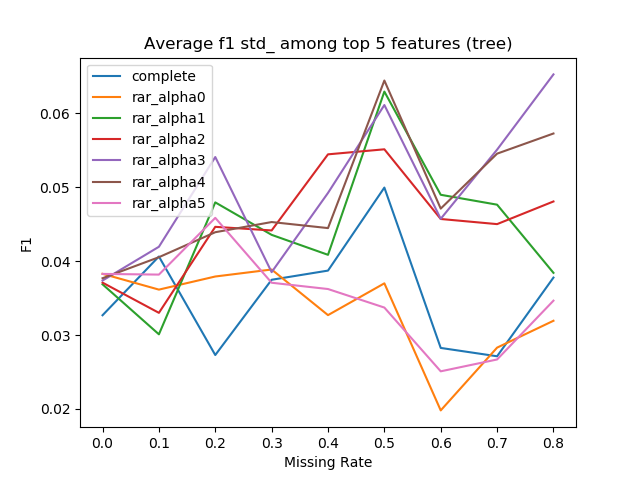 Average f1 std_ among top 5 features (tree)
complete
rar_alpha0
rar_alpha1
rar_alpha2
rar_alpha3
rar_alpha4
rar_alpha5
0.06
0.05
0.04
0.03
0.02
F1
0.0 0.1 0.2 0.3 0.4 0.5 0.6 0.7 0.8
Missing Rate